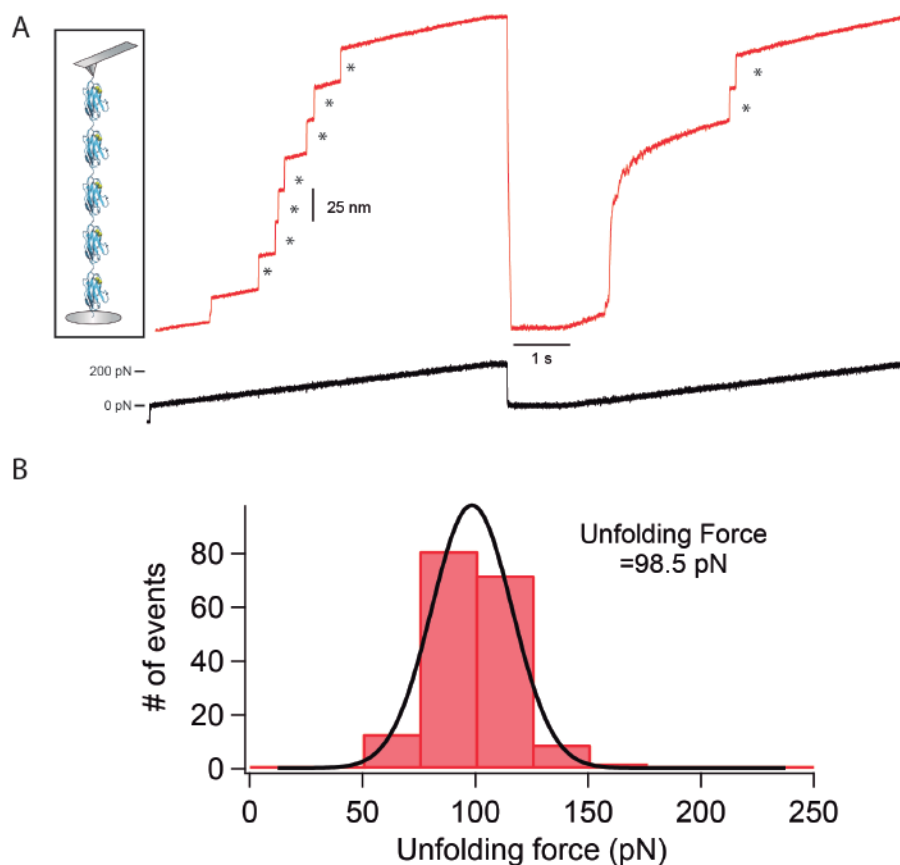 A
*
*
*
*
*
*
*
25 nm
*
*
1 s
200 pN
0 pN
B
Unfolding Force
=98.5 pN
# of events
80
60
40
20
0
0 50 100 150 200 250
Unfolding force (pN)